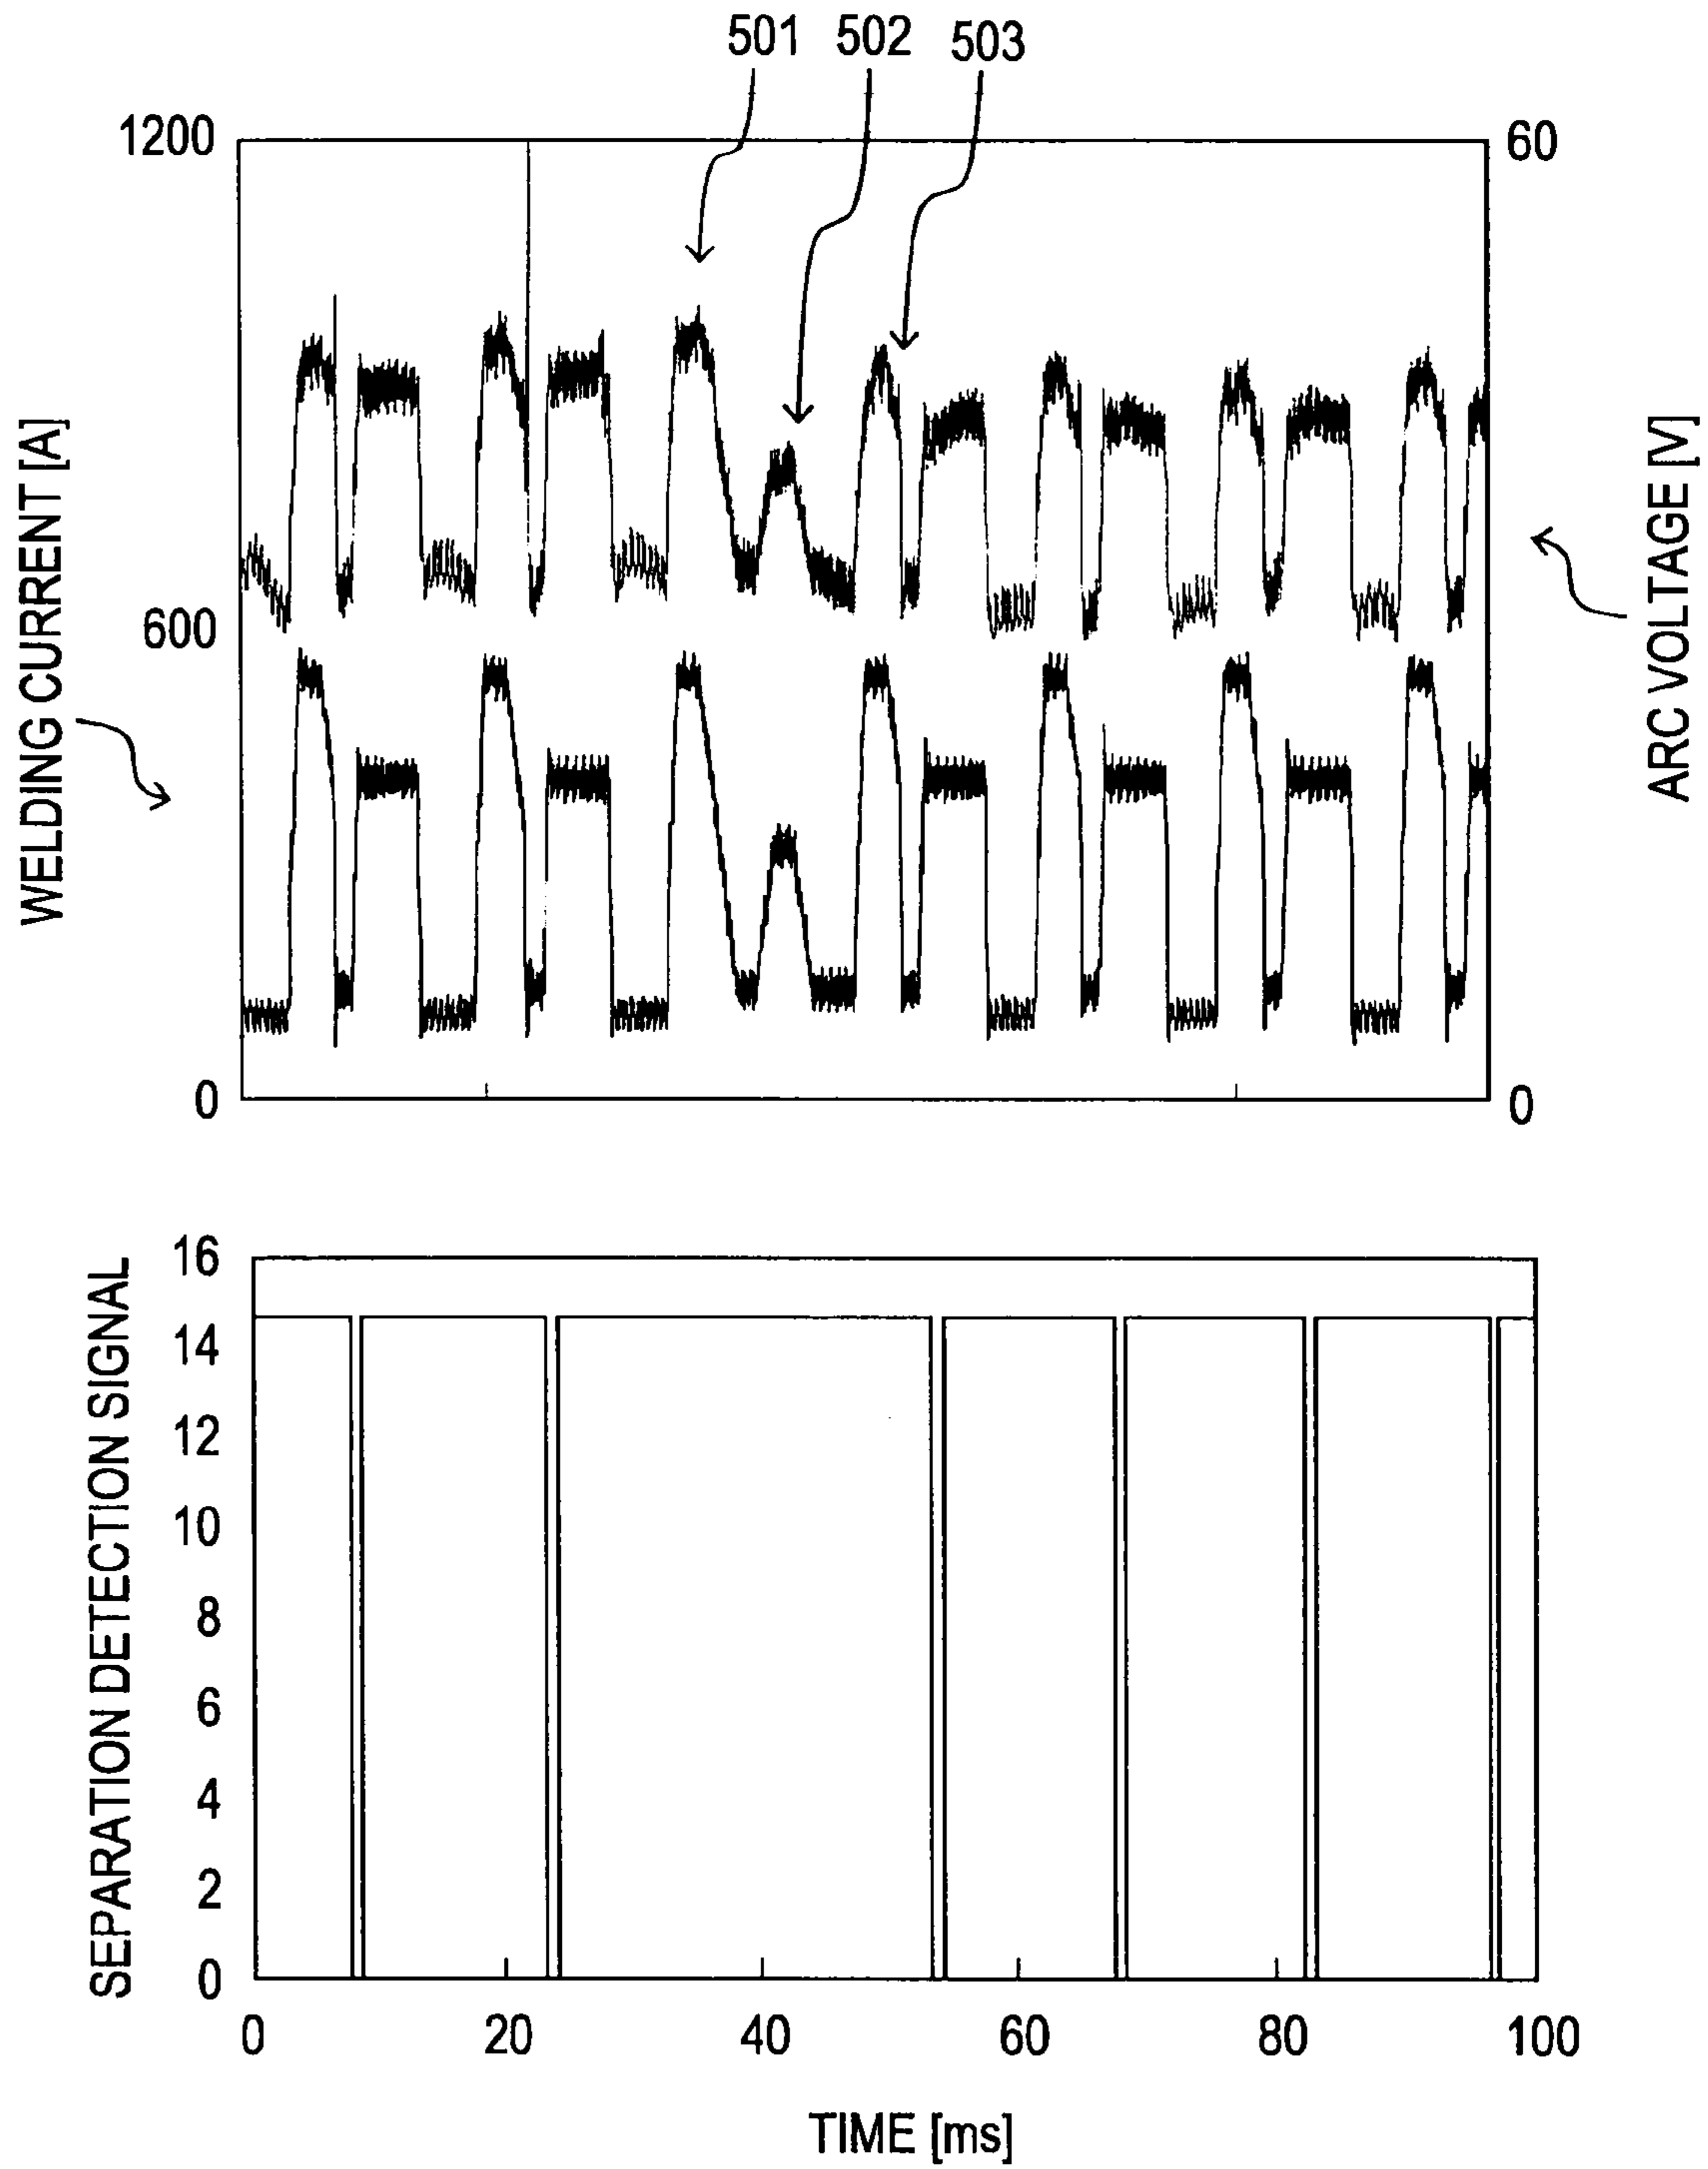 501 502 503
1200
60
WELDING CURRENT [A]
600
ARC VOLTAGE [V]
0
0
SEPARATION DETECTION SIGNAL
16
14
12
10
8
6
4
2
0
0 20 40 60 80 100
TIME [ms]